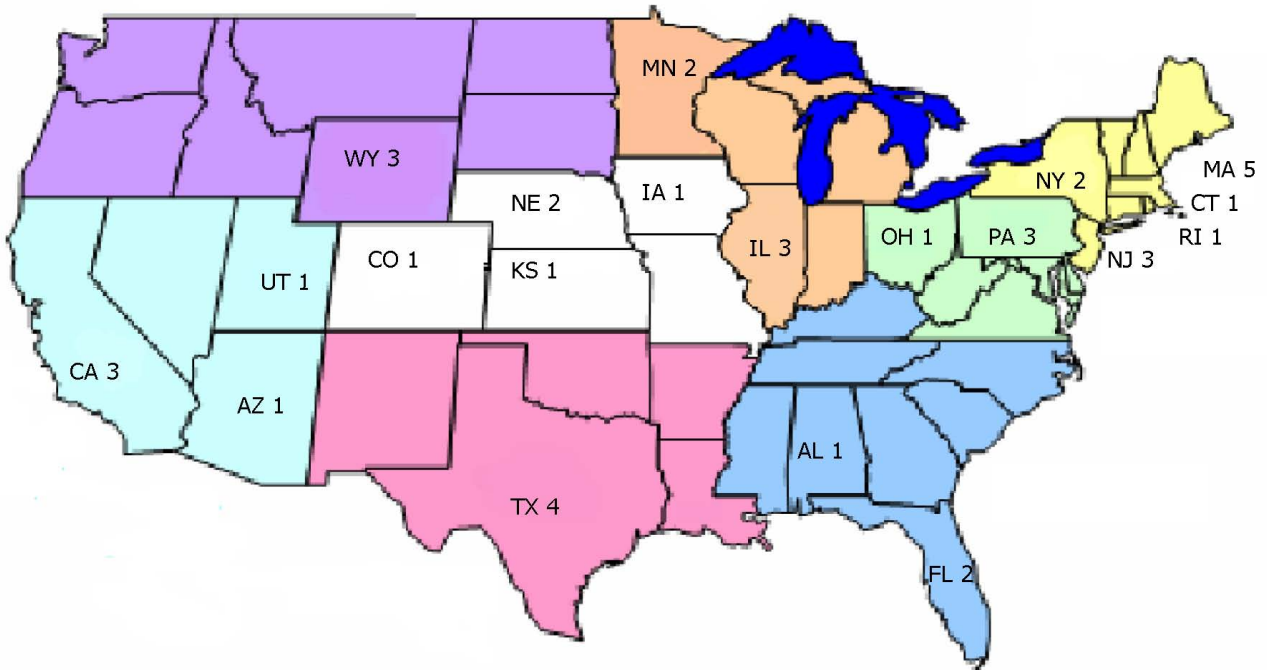 MN 2
WY 3
MA 5
NY 2
IA 1
NE 2
CT 1
OH 1
PA 3
RI 1
IL 3
CO 1
KS 1
NJ 3
UT 1
CA 3
AZ 1
AL 1
TX 4
FL 2